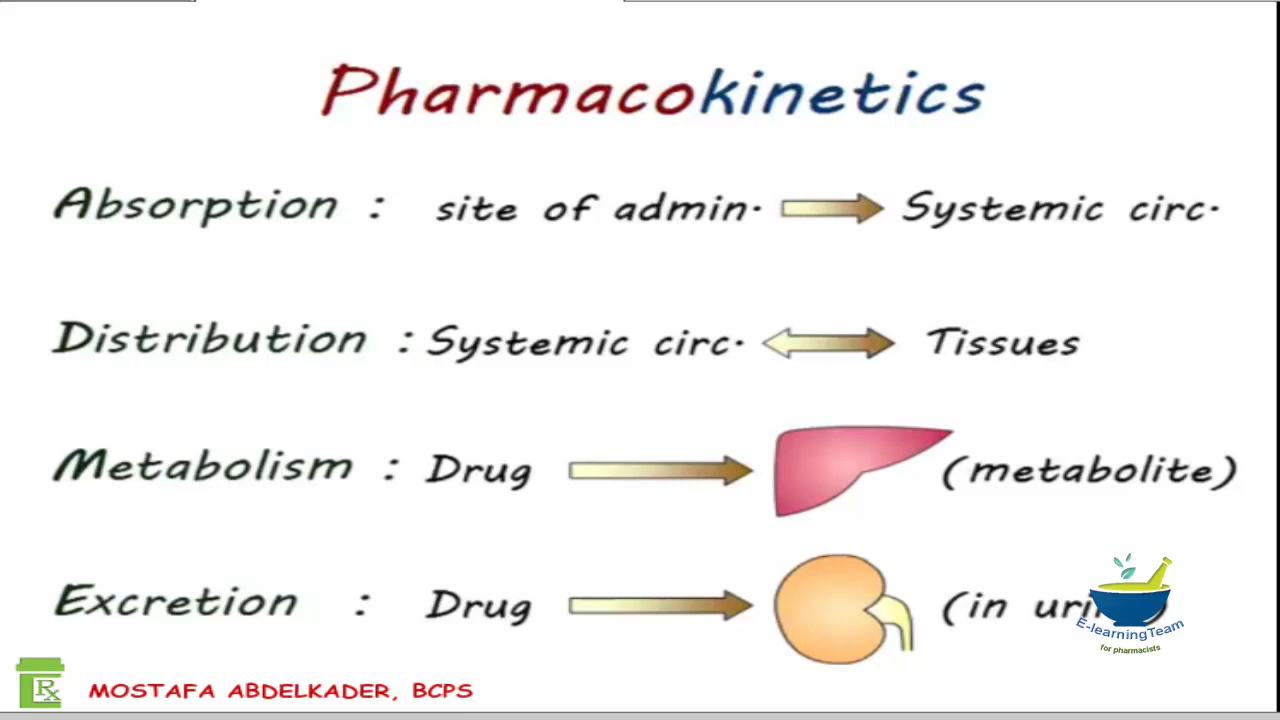 Pharmacokinetics
Absorption : site of admin. Systemic circ.
Distribution : Systemic circ. Tissues
Metabolism : Drug (metabolite)
Excretion : Drug (in
E-learningTeam
for pharmacists
Rx
MOSTAFA ABDELKADER, BCPS